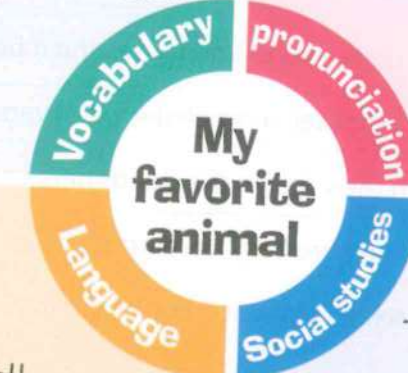 Vocabulary
pronunciation
My
favorite
animal
Language
Social studies